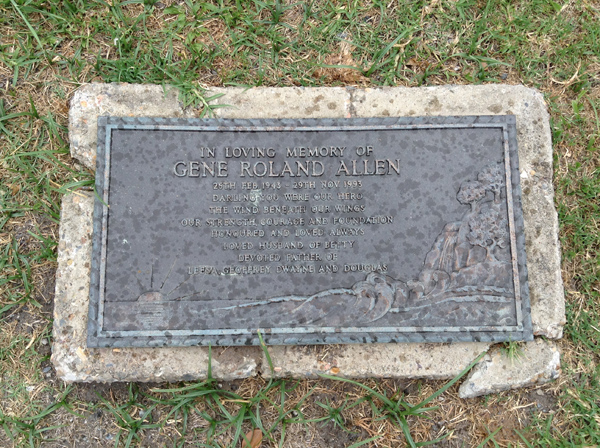 IN LOVING MEMORY OF
GENE ROLAND ALLEN
26TH FEB 1943 - 29TH NOV 1993
DARLING YOU WERE OUR HERO
THE WIND BENEATH OUR WINGS
OUR STRENGTH, COURAGE AND FOUNDATION
HONOURED AND LOVED ALWAYS
LOVED HUSBAND OF BETTY
DEVOTED FATHER OF
LEESA, GEOFFREY, DWAYNE AND DOUGLAS